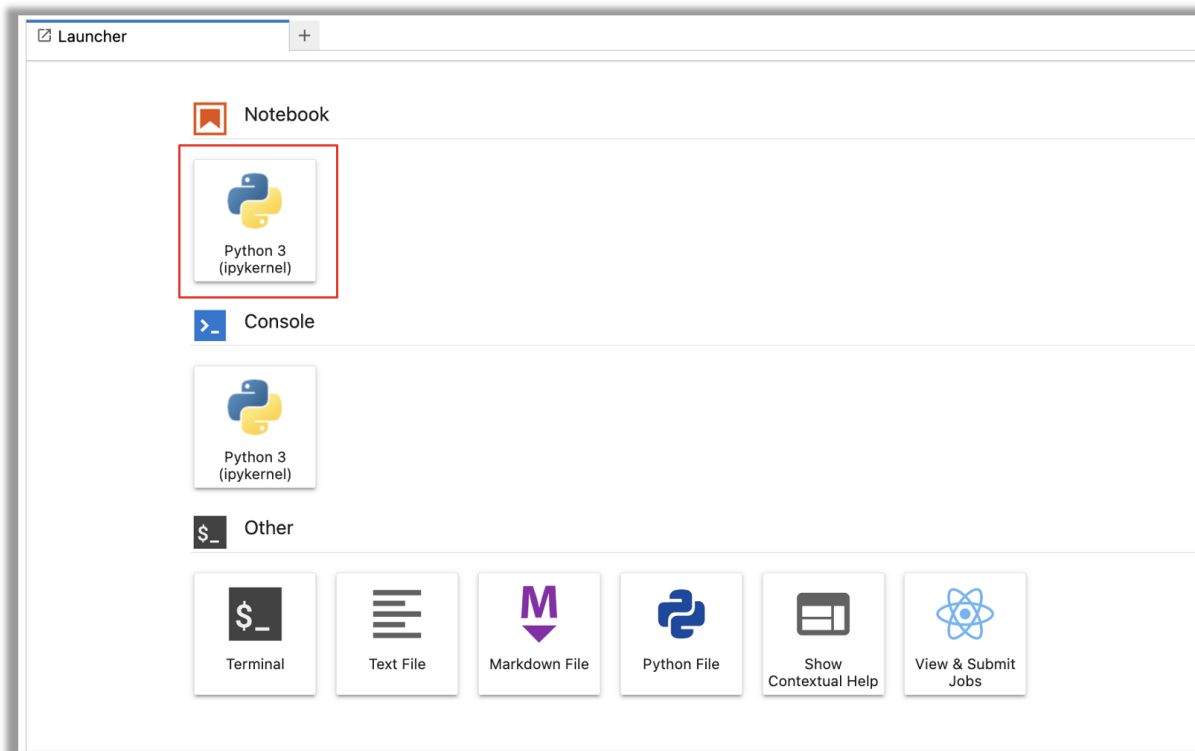 Launcher
+
Notebook
Python 3
(ipykernel)
>_
Console
Python 3
(ipykernel)
$_
Other
$_
Terminal
Text File
M
Markdown File
Python File
Show
Contextual Help
View & Submit
Jobs